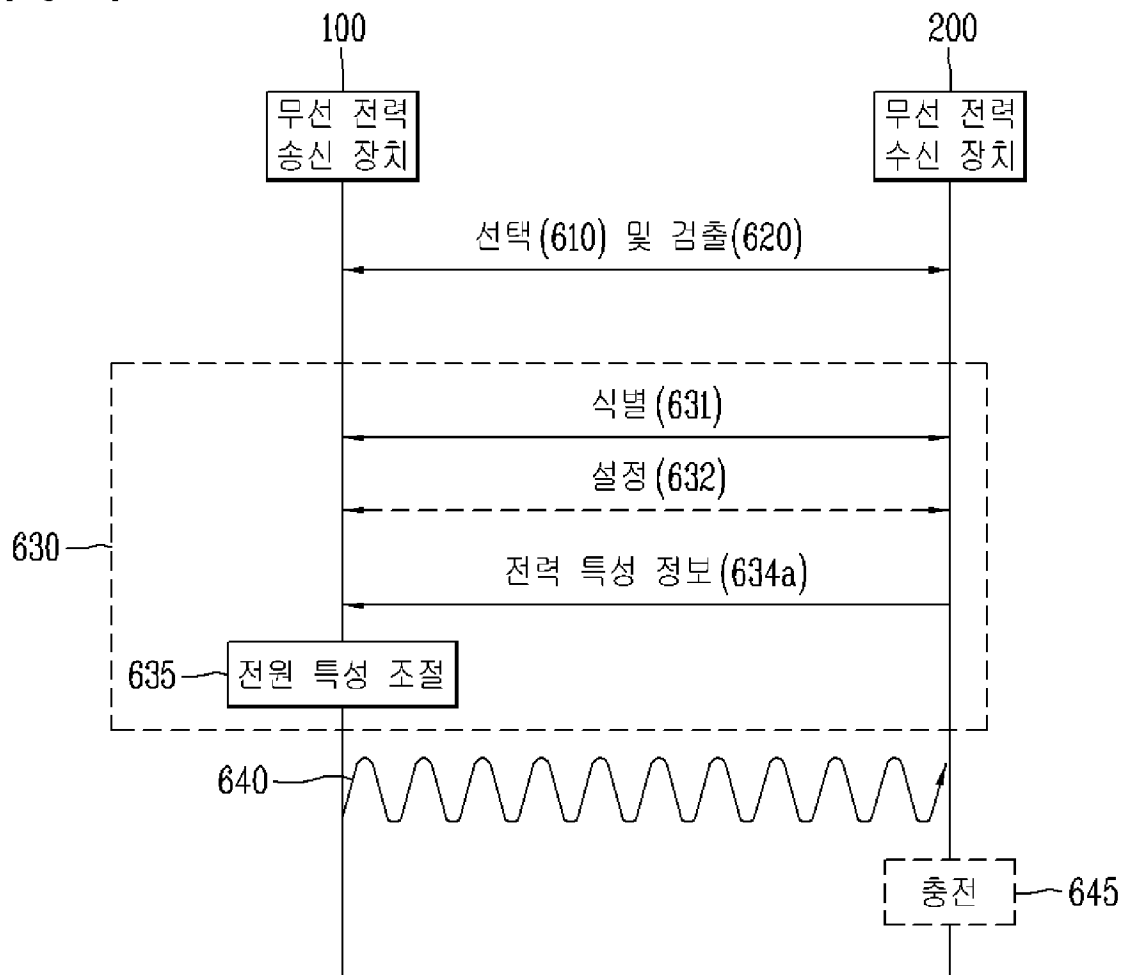 100
200
무선 전력
송신 장치
무선 전력
수신 장치
선택(610) 및 검출(620)
식별(631)
설정(632)
630
전력 특성 정보(634a)
635
전원 특성 조절
640
충전
645